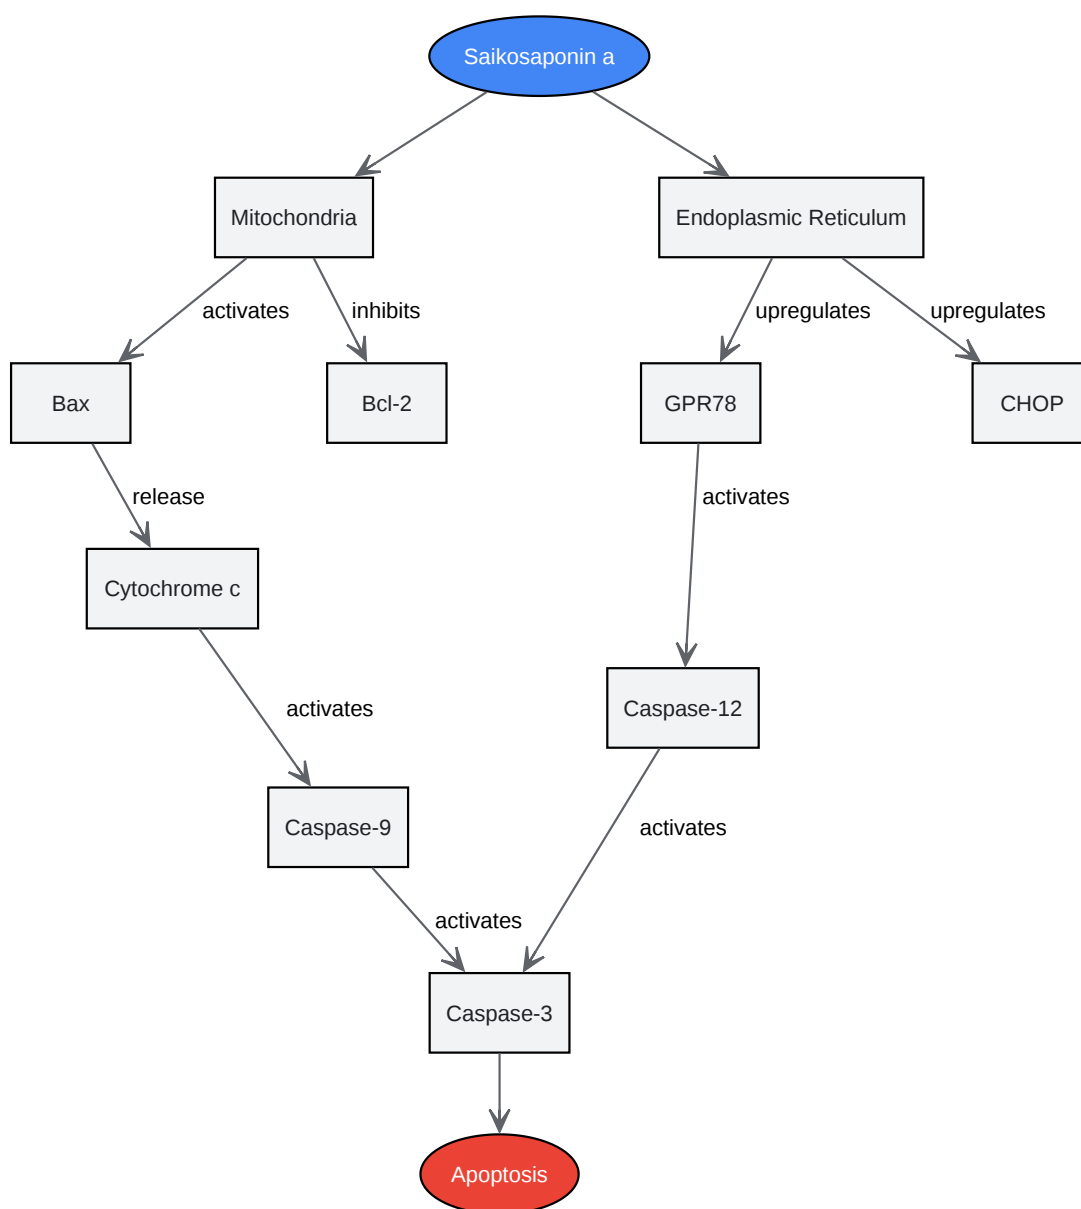 Saikosaponin a
Mitochondria
Endoplasmic Reticulum
activates
inhibits
upregulates
upregulates
Bax
Bcl-2
GPR78
CHOP
release
activates
Cytochrome c
activates
Caspase-12
Caspase-9
activates
activates
Caspase-3
Apoptosis